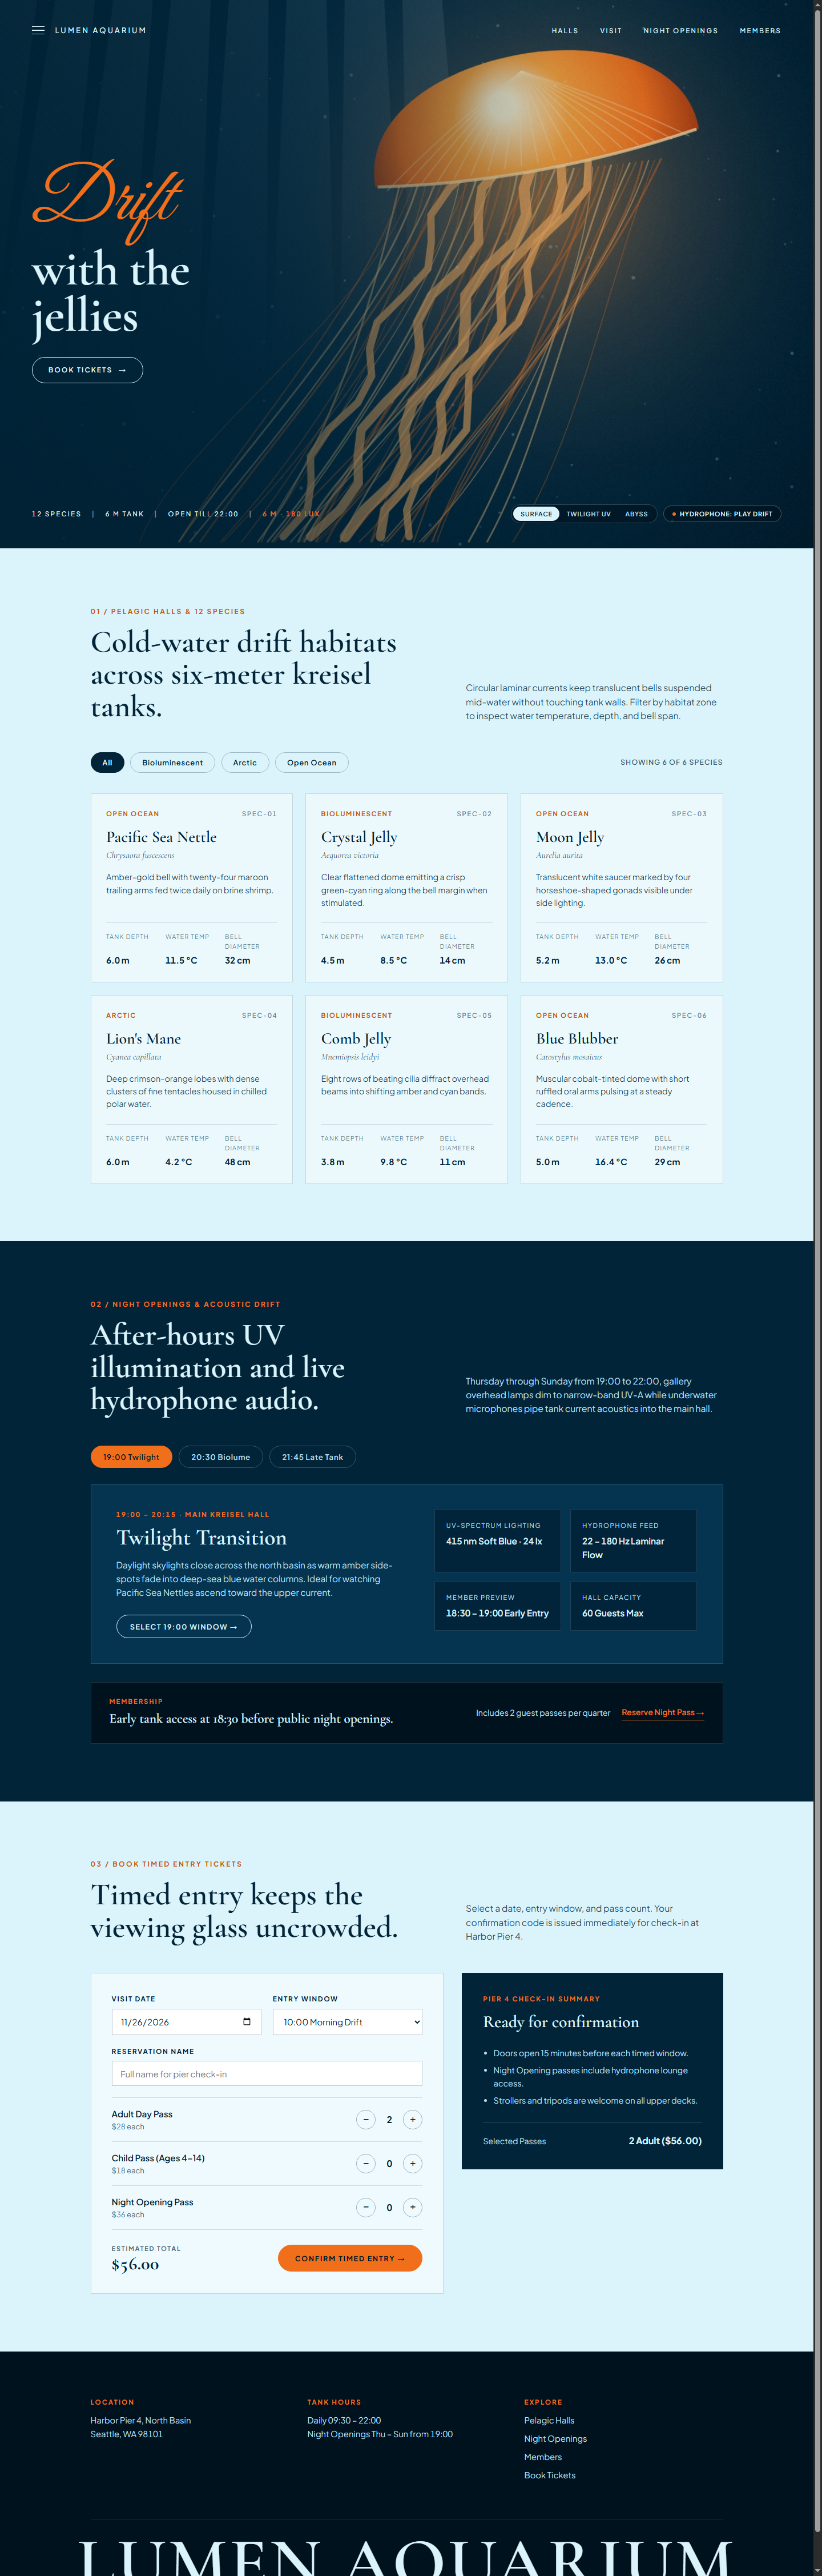 LUMEN AQUARIUM
HALLS
VISIT
NIGHT OPENINGS
MEMBERS
Drift
with the
jellies
BOOK TICKETS →
12 SPECIES | 6 M TANK | OPEN TILL 22:00 | 6 M · 180 LUX
SURFACE
TWILIGHT UV
ABYSS
HYDROPHONE: PLAY DRIFT
01 / PELAGIC HALLS & 12 SPECIES
Cold-water drift habitats
across six-meter kreisel
tanks.
Circular laminar currents keep translucent bells suspended
mid-water without touching walls. Filter by habitat zone
to inspect water temperature, depth, and bell span.
All
Bioluminescent
Arctic
Open Ocean
SHOWING 6 OF 6 SPECIES
OPEN OCEAN
SPEC-01
Pacific Sea Nettle
Chrysaora fuscescens
Amber-gold bell with twenty-four maroon
trailing arms fed twice daily on brine shrimp.
TANK DEPTH
WATER TEMP
BELL
DIAMETER
6.0 m
11.5 °C
32 cm
BIOLUMINESCENT
SPEC-02
Crystal Jelly
Aequorea victoria
Clear flattened dome emitting a crisp
green-cyan ring along the bell margin when
stimulated.
TANK DEPTH
WATER TEMP
BELL
DIAMETER
4.5 m
8.5 °C
14 cm
OPEN OCEAN
SPEC-03
Moon Jelly
Aurelia aurita
Translucent white saucer marked by four
horseshoe-shaped gonads visible under
side lighting.
TANK DEPTH
WATER TEMP
BELL
DIAMETER
5.2 m
13.0 °C
26 cm
ARCTIC
SPEC-04
Lion's Mane
Cyanea capillata
Deep crimson-orange lobes with dense
clusters of fine tentacles housed in chilled
polar water.
TANK DEPTH
WATER TEMP
BELL
DIAMETER
6.0 m
4.2 °C
48 cm
BIOLUMINESCENT
SPEC-05
Comb Jelly
Mnemiopsis leidyi
Eight rows of beating cilia diffract overhead
beams into shifting amber and cyan bands.
TANK DEPTH
WATER TEMP
BELL
DIAMETER
3.8 m
9.8 °C
11 cm
OPEN OCEAN
SPEC-06
Blue Blubber
Catostylus mosaicus
Muscular cobalt-tinted dome with short
ruffled oral arms pulsing at a steady
cadence.
TANK DEPTH
WATER TEMP
BELL
DIAMETER
5.0 m
16.4 °C
29 cm
02 / NIGHT OPENINGS & ACOUSTIC DRIFT
After-hours UV
illumination and live
hydrophone audio.
Thursday through Sunday from 19:00 to 22:00, gallery
overhead lamps dim to narrow-band UV-A while underwater
microphones pipe tank current acoustics into the main hall.
19:00 Twilight
20:30 Biolume
21:45 Late Tank
19:00 – 20:15 · MAIN KREISEL HALL
Twilight Transition
Daylight skylights close across the north basin as warm amber side-
spots fade into deep-sea blue water columns. Ideal for watching
Pacific Sea Nettles ascend toward the upper current.
SELECT 19:00 WINDOW →
UV-SPECTRUM LIGHTING
415 nm Soft Blue · 24 lx
HYDROPHONE FEED
22 – 180 Hz Laminar
Flow
MEMBER PREVIEW
18:30 – 19:00 Early Entry
HALL CAPACITY
60 Guests Max
MEMBERSHIP
Early tank access at 18:30 before public night openings.
Includes 2 guest passes per quarter
Reserve Night Pass →
03 / BOOK TIMED ENTRY TICKETS
Timed entry keeps the
viewing glass uncrowded.
Select a date, entry window, and pass count. Your
confirmation code is issued immediately for check-in at
Harbor Pier 4.
VISIT DATE
ENTRY WINDOW
11/26/2026
10:00 Morning Drift
RESERVATION NAME
Full name for pier check-in
Adult Day Pass
$28 each
− 2 +
Child Pass (Ages 4–14)
$18 each
− 0 +
Night Opening Pass
$36 each
− 0 +
ESTIMATED TOTAL
$56.00
CONFIRM TIMED ENTRY →
PIER 4 CHECK-IN SUMMARY
Ready for confirmation
• Doors open 15 minutes before each timed window.
• Night Opening passes include hydrophone lounge
access.
• Strollers and tripods are welcome on all upper decks.
Selected Passes
2 Adult ($56.00)
LOCATION
Harbor Pier 4, North Basin
Seattle, WA 98101
TANK HOURS
Daily 09:30 – 22:00
Night Openings Thu – Sun from 19:00
EXPLORE
Pelagic Halls
Night Openings
Members
Book Tickets
LUMEN AQUARIUM